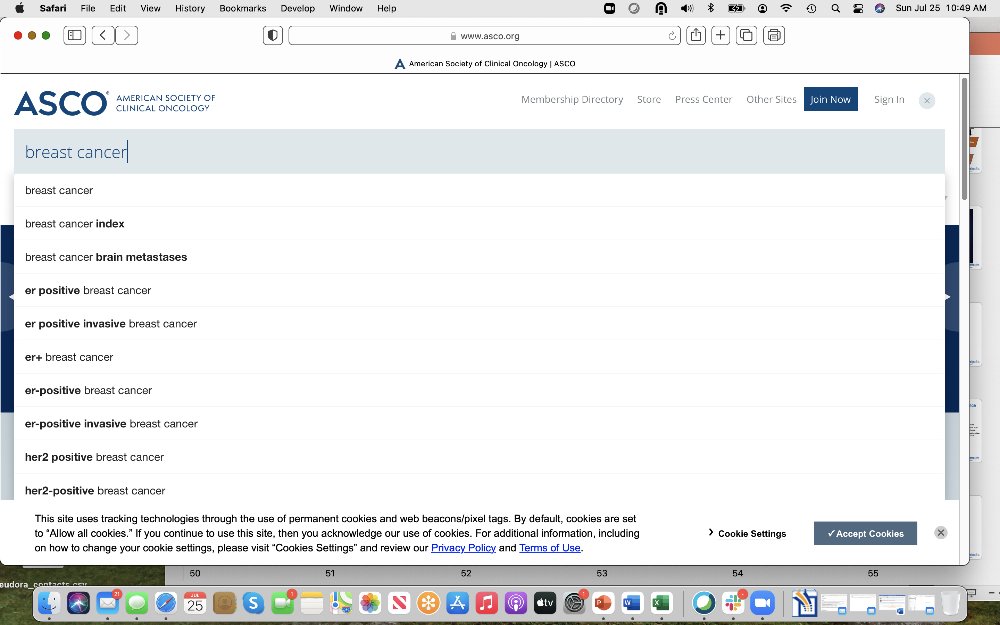 Safari File Edit View History Bookmarks Develop Window Help Sun Jul 25 10:49 AM
www.asco.org
American Society of Clinical Oncology | ASCO
ASCO® AMERICAN SOCIETY OF
CLINICAL ONCOLOGY
Membership Directory Store Press Center Other Sites Join Now Sign In
breast cancer
breast cancer
breast cancer index
breast cancer brain metastases
er positive breast cancer
er positive invasive breast cancer
er+ breast cancer
er-positive breast cancer
er-positive invasive breast cancer
her2 positive breast cancer
her2-positive breast cancer
This site uses tracking technologies through the use of permanent cookies and web beacons/pixel tags. By default, cookies are set
to “Allow all cookies.” If you continue to use this site, then you acknowledge our use of cookies. For additional information, including
on how to change your cookie settings, please visit “Cookies Settings” and review our Privacy Policy and Terms of Use.
Cookie Settings
✓Accept Cookies
50 51 52 53 54 55
eudora_contacts.csv
21
JUL
25
S
1
280
tv
1
P
W
X